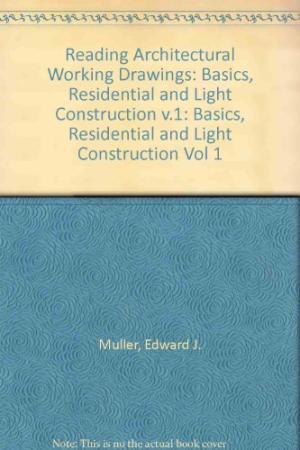 Reading Architectural
Working Drawings: Basics,
Residential and Light
Construction v.1: Basics,
Residential and Light
Construction Vol 1
Muller, Edward J.
Note: This is no the actual book cover